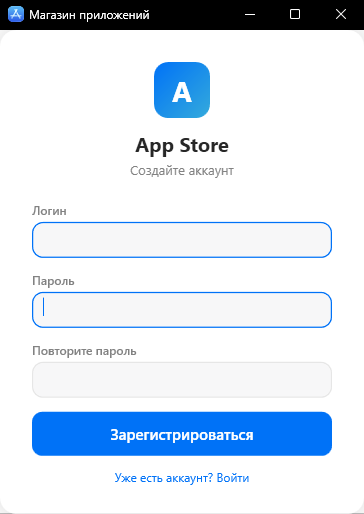 Магазин приложений
A
App Store
Создайте аккаунт
Логин
Пароль
Повторите пароль
Зарегистрироваться
Уже есть аккаунт? Войти